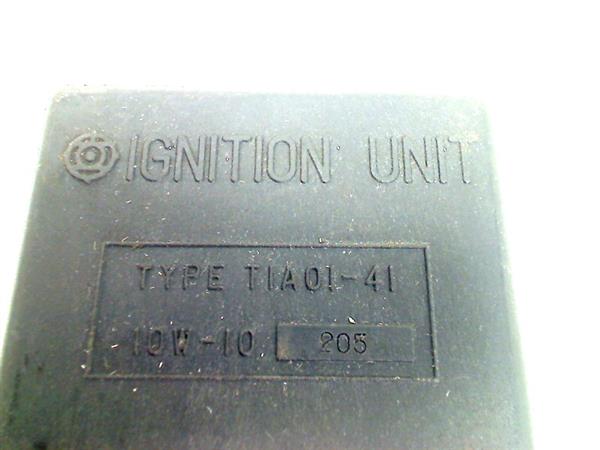 IGNITION UNIT
TYPE TIA01-41
10W-10 205